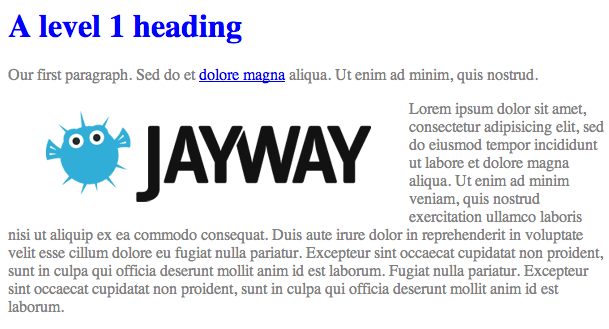 A level 1 heading
Our first paragraph. Sed do et dolore magna aliqua. Ut enim ad minim, quis nostrud.
JAYWAY
Lorem ipsum dolor sit amet,
consectetur adipisicing elit, sed
do eiusmod tempor incididunt
ut labore et dolore magna
aliqua. Ut enim ad minim
veniam, quis nostrud
exercitation ullamco laboris
nisi ut aliquip ex ea commodo consequat. Duis aute irure dolor in reprehenderit in voluptate
velit esse cillum dolore eu fugiat nulla pariatur. Excepteur sint occaecat cupidatat non proident,
sunt in culpa qui officia deserunt mollit anim id est laborum. Fugiat nulla pariatur. Excepteur
sint occaecat cupidatat non proident, sunt in culpa qui officia deserunt mollit anim id est
laborum.